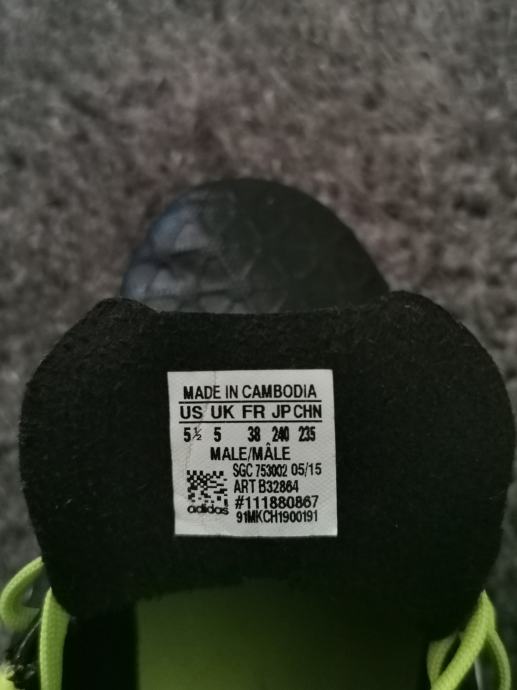 MADE IN CAMBODIA
US UK FR JP CHN
5½ 5 38 240 235
MALE/MÂLE
SGC 753002 05/15
ART B32864
#111880867
91MKCH1900191
adidas